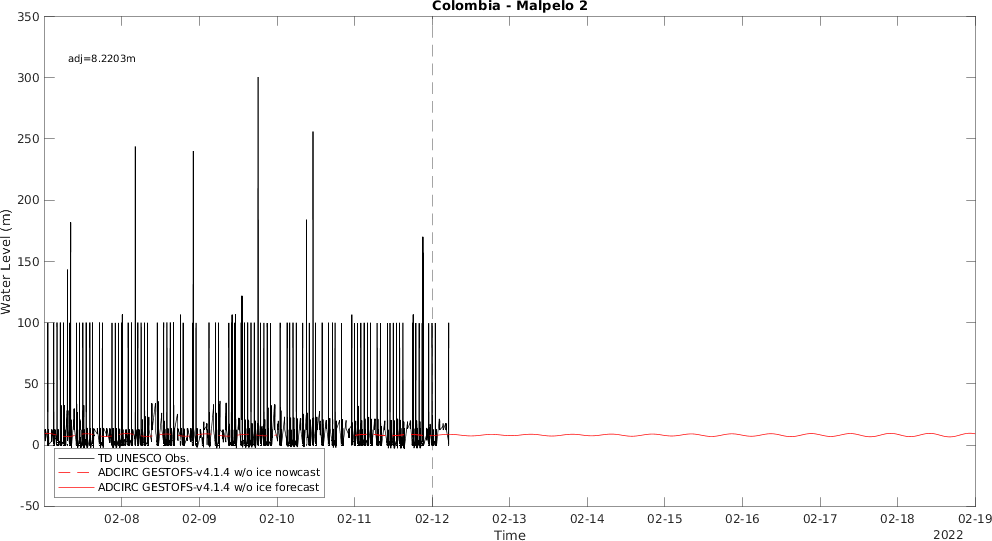 Colombia - Malpelo 2
350
300
250
200
150
100
50
0
-50
Water Level (m)
adj=8.2203m
TD UNESCO Obs.
ADCIRC GESTOFS-v4.1.4 w/o ice nowcast
ADCIRC GESTOFS-v4.1.4 w/o ice forecast
02-08 02-09 02-10 02-11 02-12 02-13 02-14 02-15 02-16 02-17 02-18 02-19
Time
2022